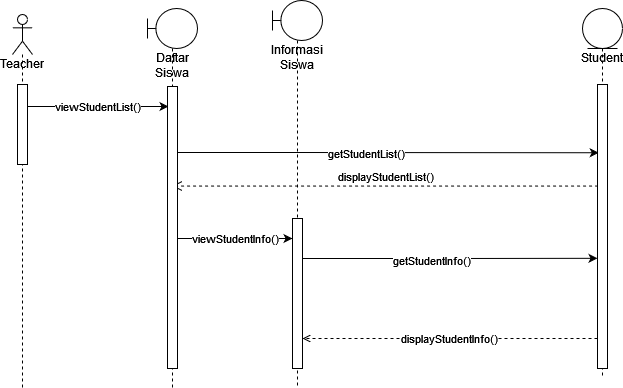 Teacher
Daftar
Siswa
Informasi
Siswa
Student
viewStudentList()
getStudentList()
displayStudentList()
viewStudentInfo()
getStudentInfo()
displayStudentInfo()